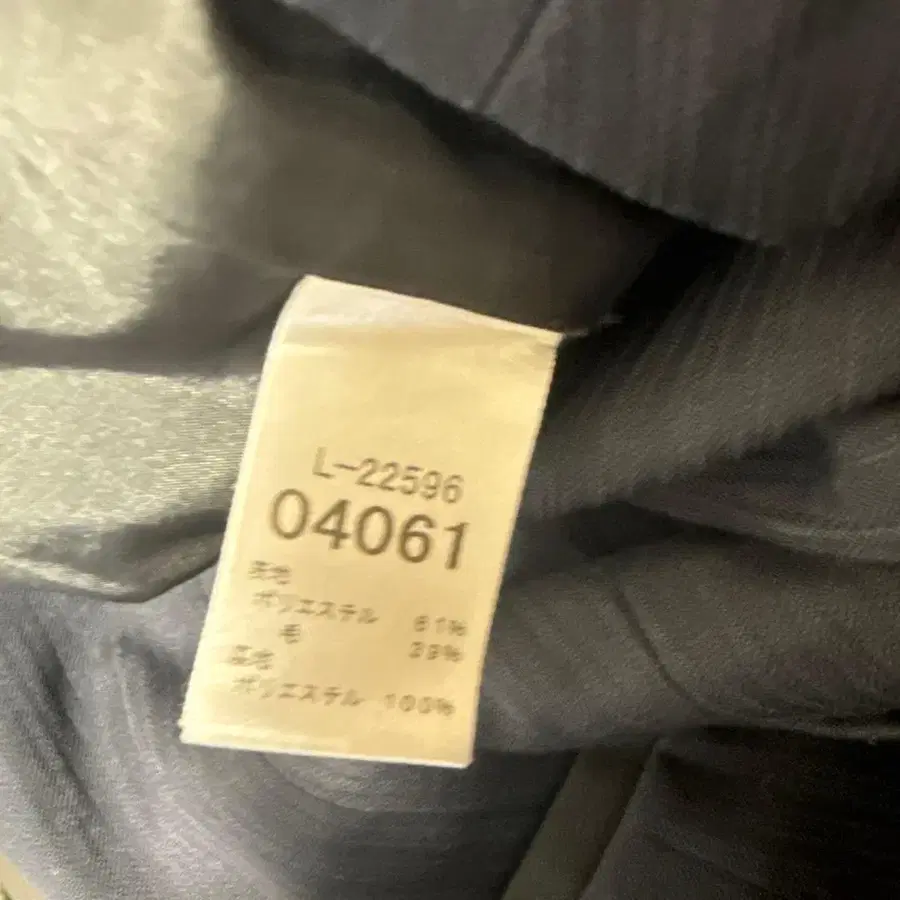 L-22596
04061
表地
ポリエステル 61%
毛 39%
裏地
ポリエステル 100%